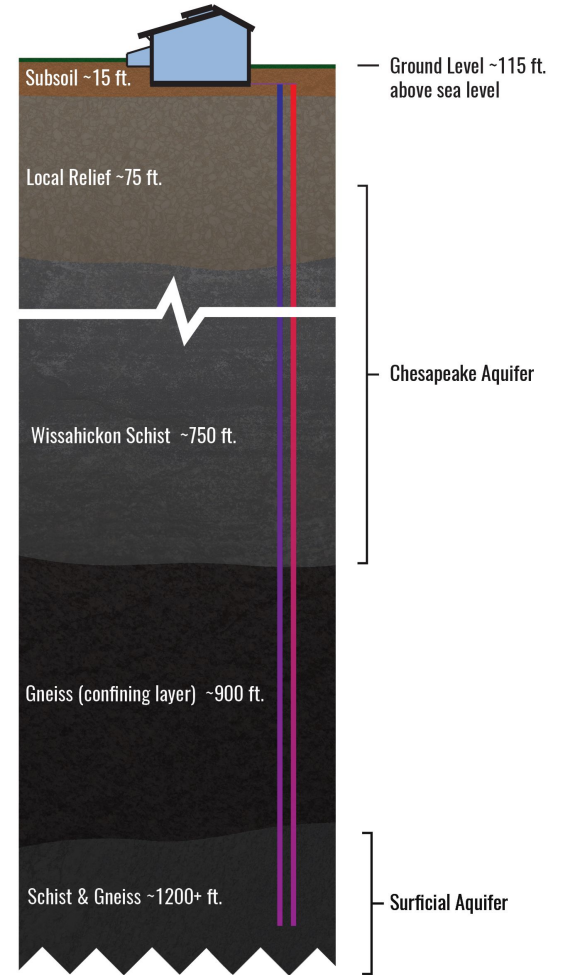 Subsoil ~15 ft.
Ground Level ~115 ft.
above sea level
Local Relief ~75 ft.
Chesapeake Aquifer
Wissahickon Schist  ~750 ft.
Gneiss (confining layer)  ~900 ft.
Schist & Gneiss ~1200+ ft.
Surficial Aquifer